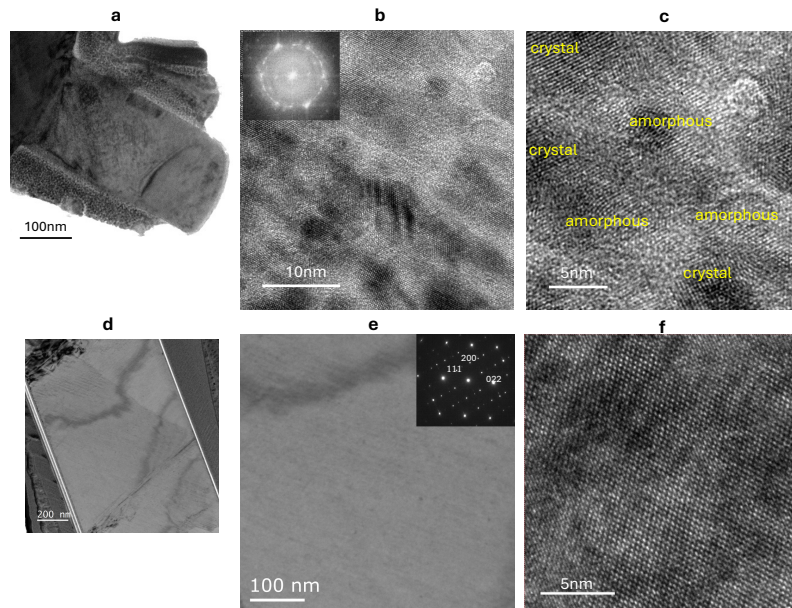 a
b
c
100nm
10nm
crystal
amorphous
crystal
amorphous
amorphous
crystal
5nm
d
e
f
200 nm
200
111
022
100 nm
5nm